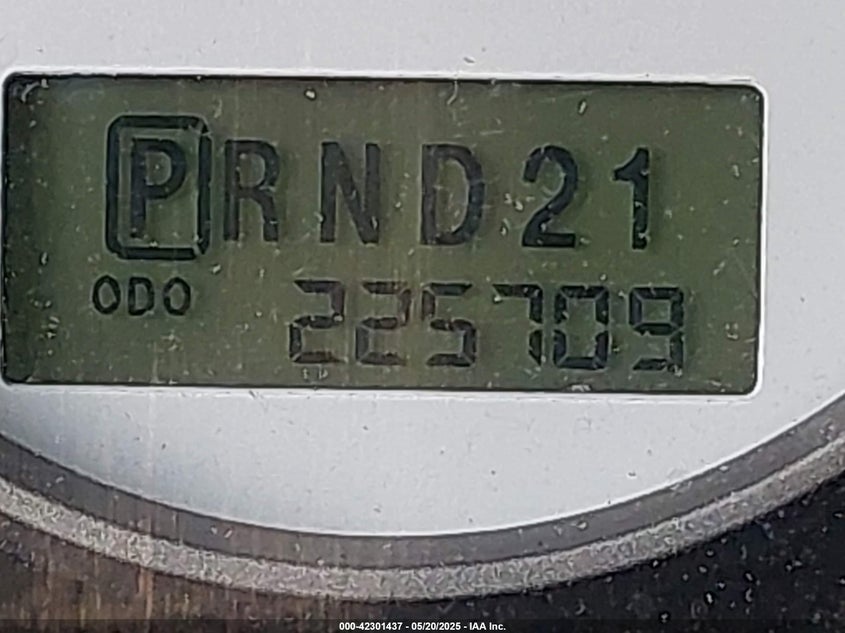 PRND21
ODO 225709
000-42301437 - 05/20/2025 - IAA Inc.